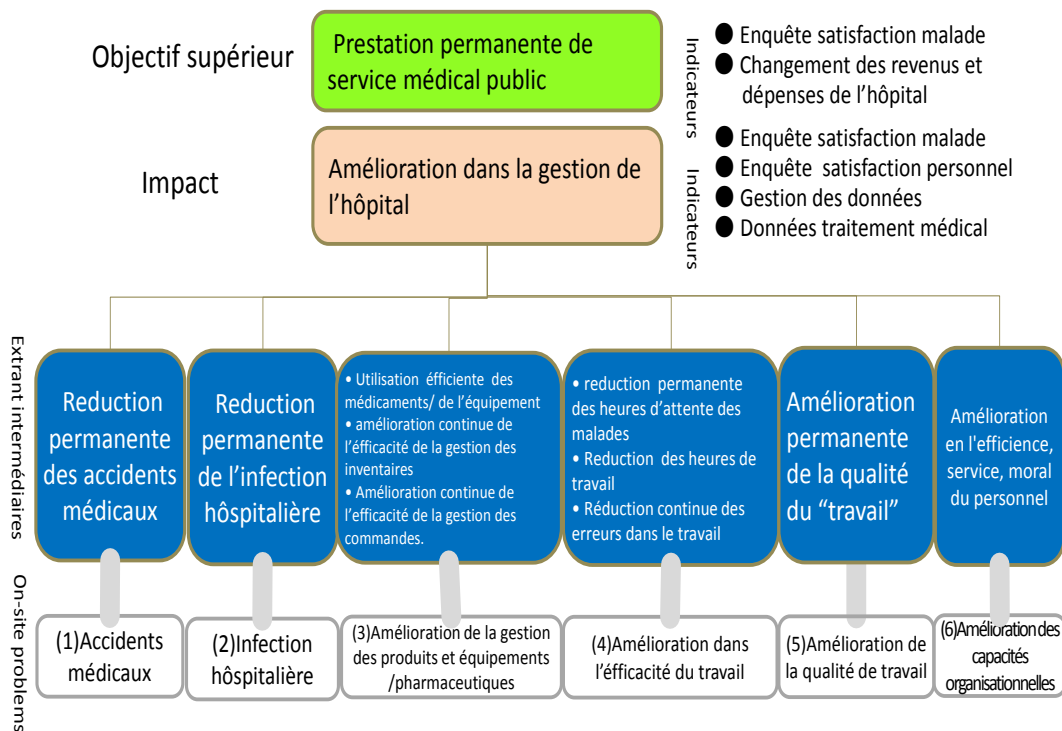 Objectif supérieur
Prestation permanente de
service médical public
Indicateurs
● Enquête satisfaction malade
● Changement des revenus et
dépenses de l’hôpital
Impact
Amélioration dans la gestion de
l’hôpital
Indicateurs
● Enquête satisfaction malade
● Enquête satisfaction personnel
● Gestion des données
● Données traitement médical
Extrant intermédiaires
Reduction
permanente
des accidents
médicaux
Reduction
permanente
de l’infection
hôspitalière
• Utilisation éfficiente des
médicaments/ de l’équipement
• amélioration continue de
l’éfficacité de la gestion des
inventaires
• Amélioration continue de
l’efficacité de la gestion des
commandes.
• reduction permanente
des heures d’attente des
malades
• Reduction des heures de
travail
• Réduction continue des
erreurs dans le travail
Amélioration
permanente
de la qualité
du “travail”
Amélioration
en l'efficience,
service, moral
du personnel
On-site problems
(1)Accidents
médicaux
(2)Infection
hôspitalière
(3)Amélioration de la gestion
des produits et équipements
/pharmaceutiques
(4)Amélioration dans
l’éfficacité du travail
(5)Amélioration de
la qualité de travail
(6)Amélioration des
capacités
organisationnelles